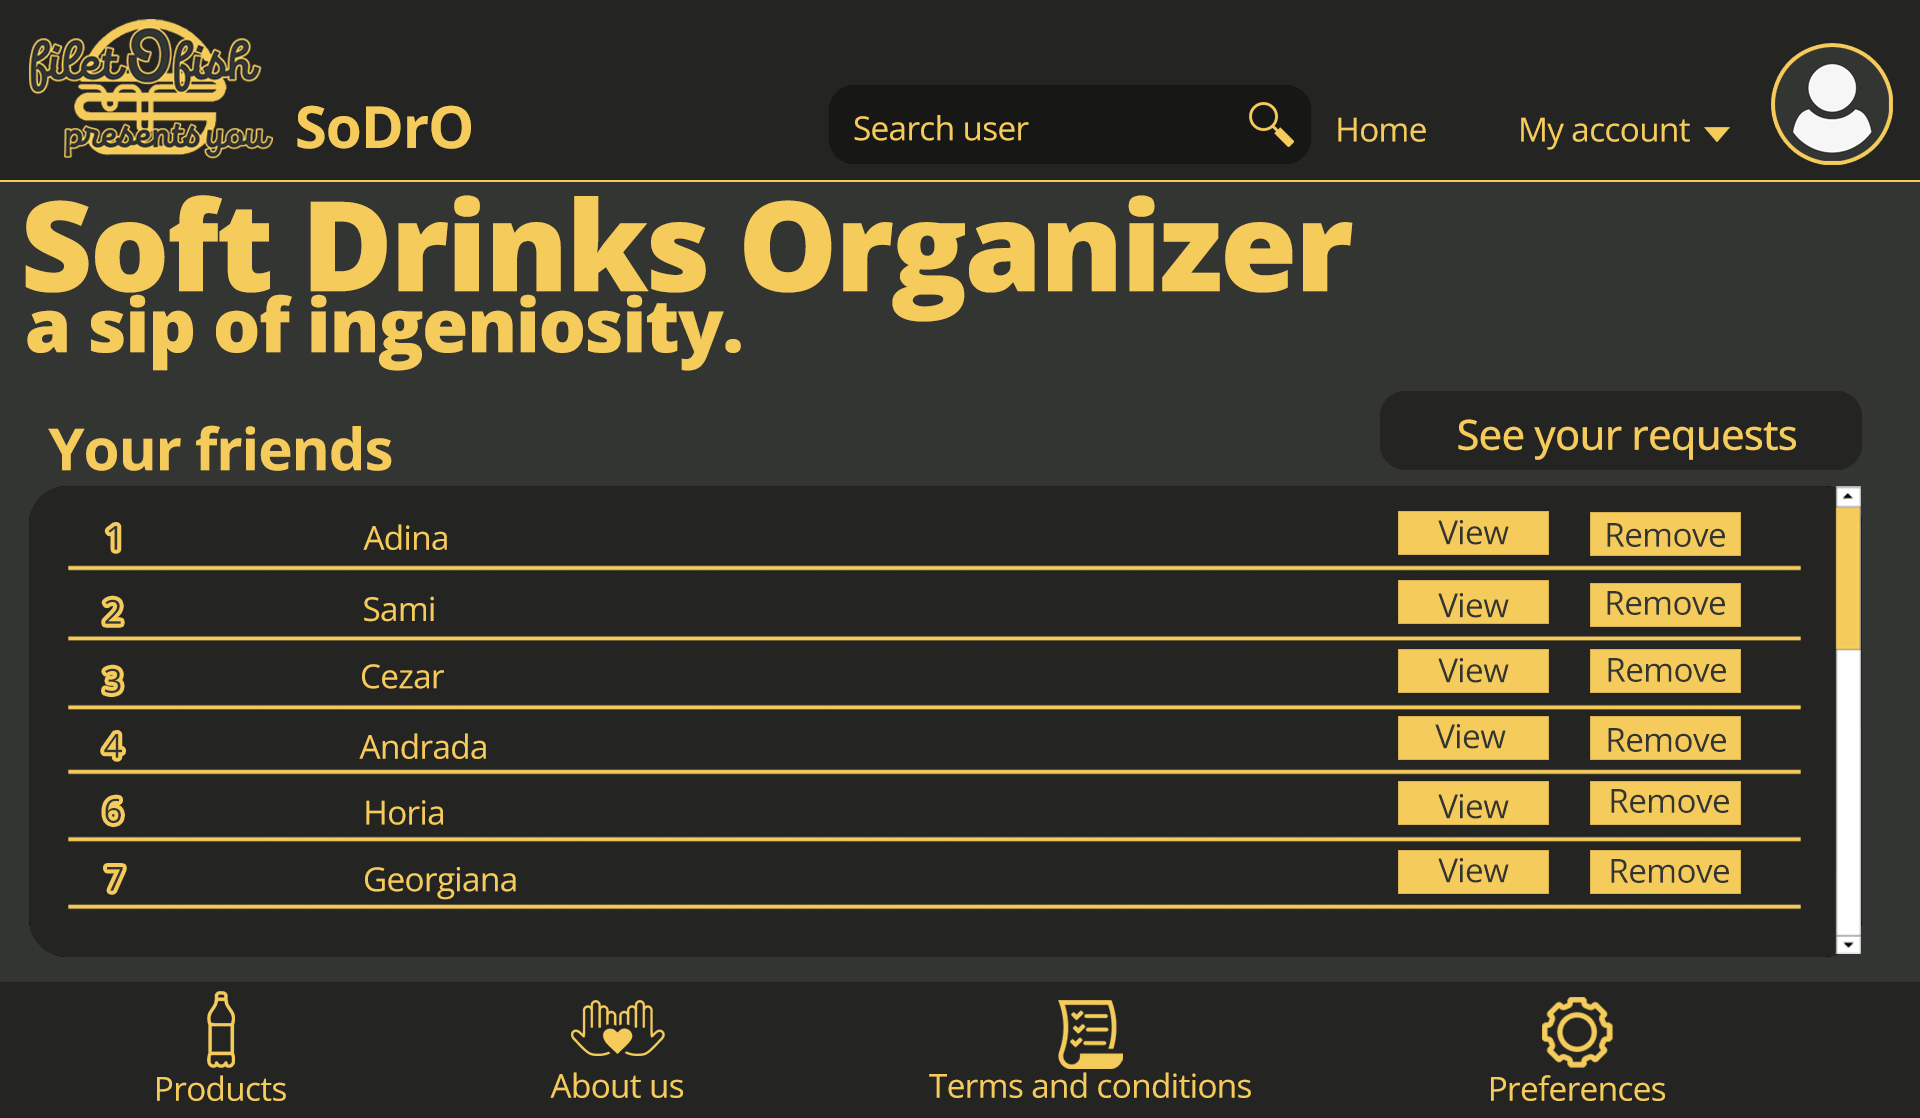 filet O fish
presents you
SoDrO
Search user
Home
My account
Soft Drinks Organizer
a sip of ingeniosity.
Your friends
See your requests
1 Adina View Remove
2 Sami View Remove
3 Cezar View Remove
4 Andrada View Remove
6 Horia View Remove
7 Georgiana View Remove
Products
About us
Terms and conditions
Preferences